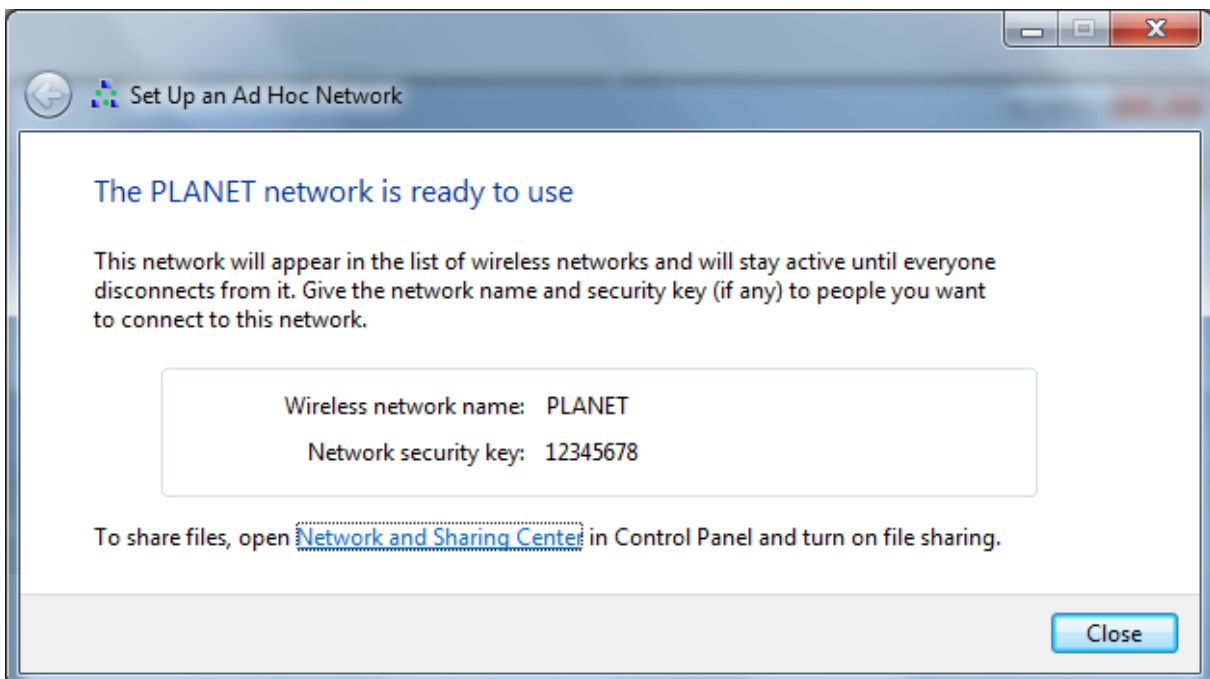 Set Up an Ad Hoc Network
The PLANET network is ready to use
This network will appear in the list of wireless networks and will stay active until everyone
disconnects from it. Give the network name and security key (if any) to people you want
to connect to this network.
Wireless network name: PLANET
Network security key: 12345678
To share files, open Network and Sharing Center in Control Panel and turn on file sharing.
Close